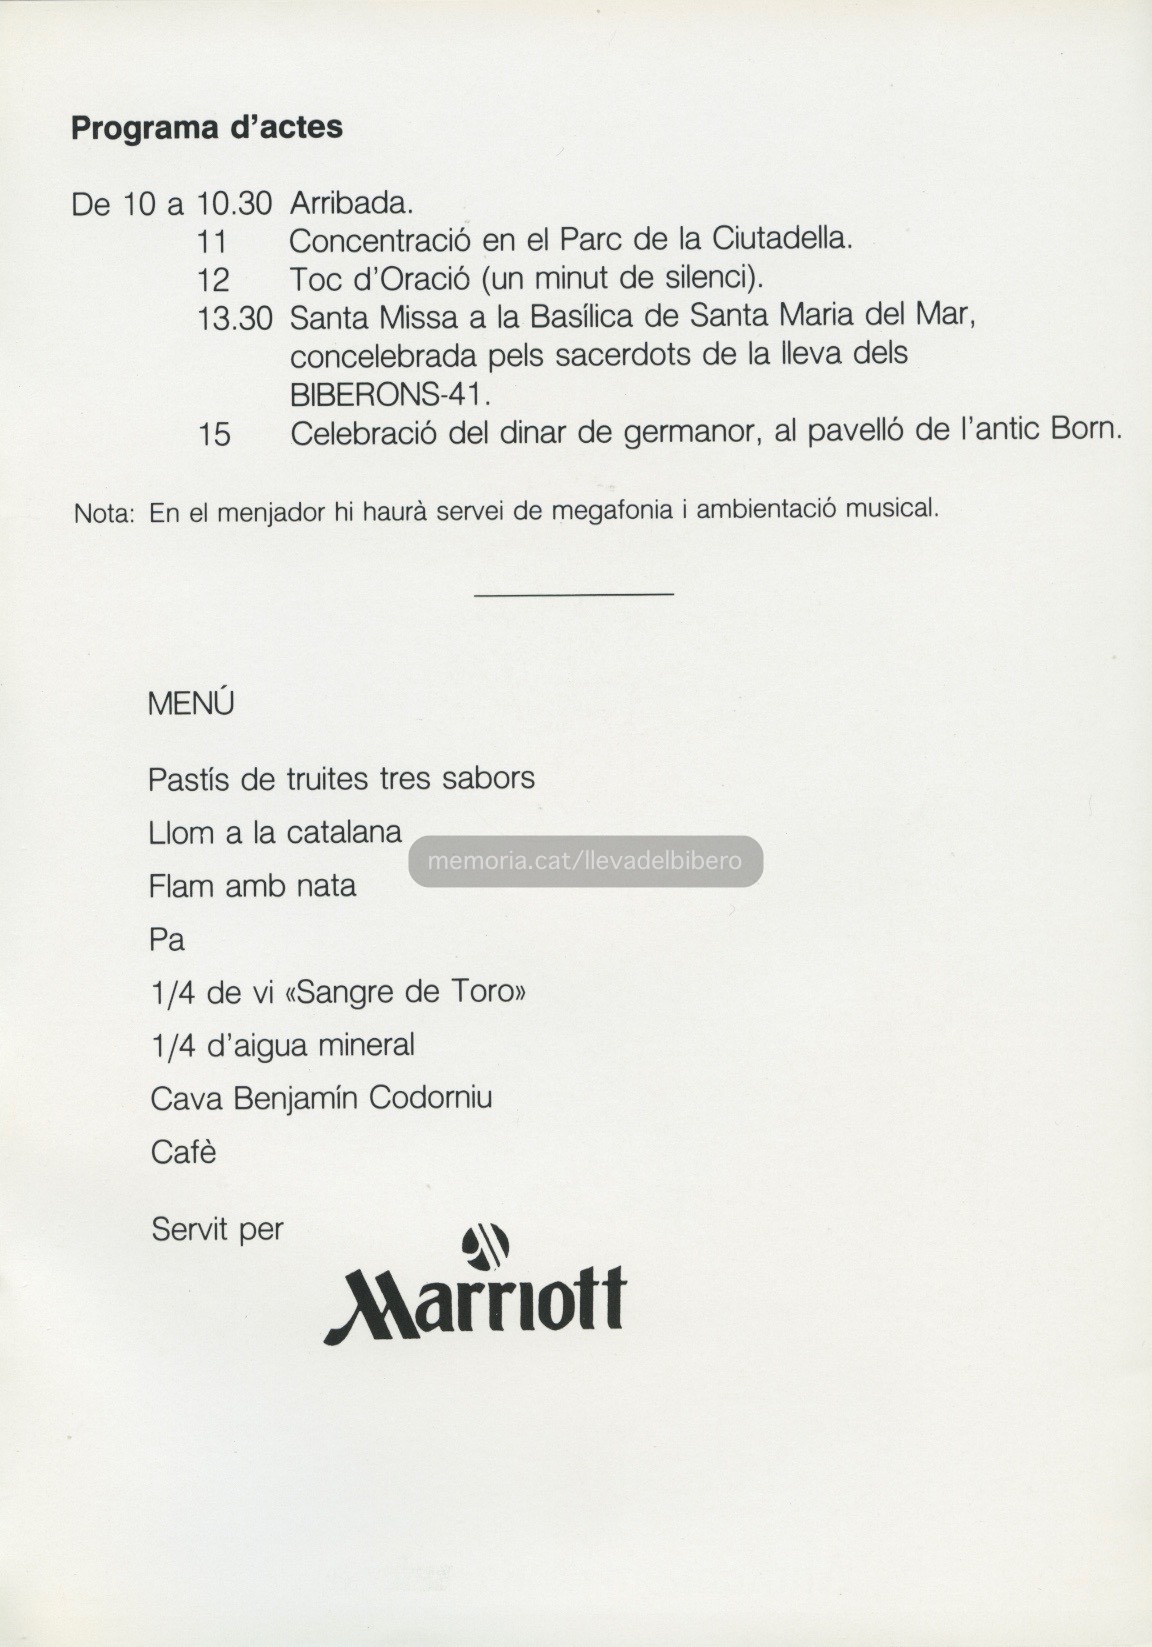 Programa d'actes
De 10 a 10.30 Arribada.
11 Concentració en el Parc de la Ciutadella.
12 Toc d'Oració (un minut de silenci).
13.30 Santa Missa a la Basílica de Santa Maria del Mar,
concelebrada pels sacerdots de la lleva dels
BIBERONS-41.
15 Celebració del dinar de germanor, al pavelló de l'antic Born.
Nota: En el menjador hi haurà servei de megafonia i ambientació musical.
MENÚ
Pastís de truites tres sabors
Llom a la catalana
memoria.cat/llevadelbibero
Flam amb nata
Pa
1/4 de vi «Sangre de Toro»
1/4 d'aigua mineral
Cava Benjamín Codorniu
Cafè
Servit per
Marriott